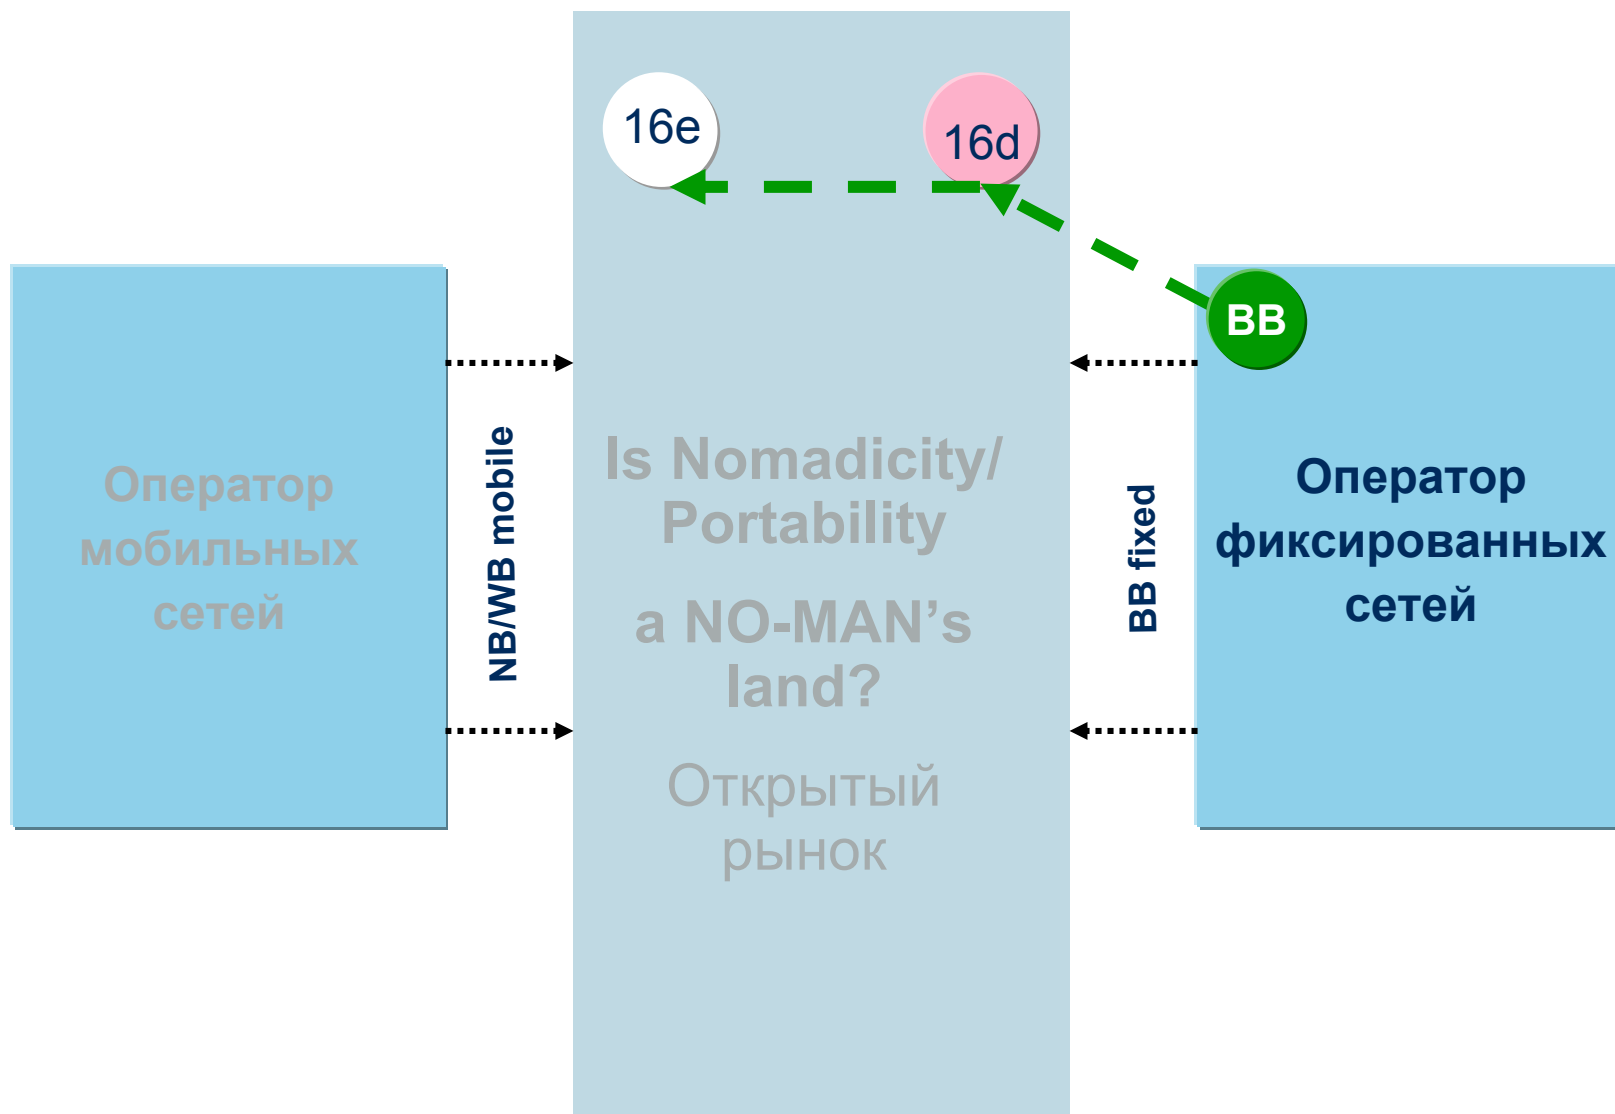 16e
16d
BB
Оператор
мобильных
сетей
NB/WB mobile
Is Nomadicity/
Portability
a NO-MAN’s
land?
Открытый
рынок
BB fixed
Оператор
фиксированных
сетей